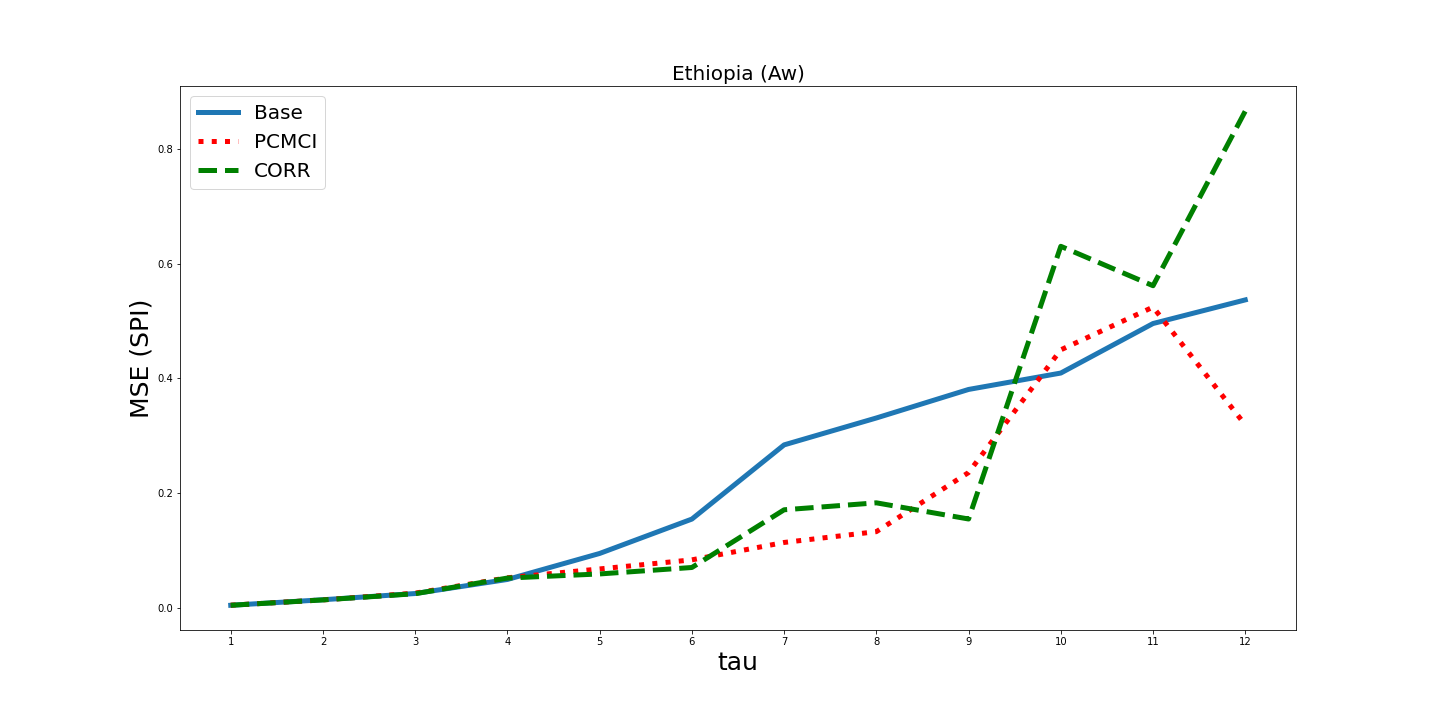 Ethiopia (Aw)
Base
PCMCI
CORR
MSE (SPI)
0.8
0.6
0.4
0.2
0.0
1 2 3 4 5 6 7 8 9 10 11 12
tau